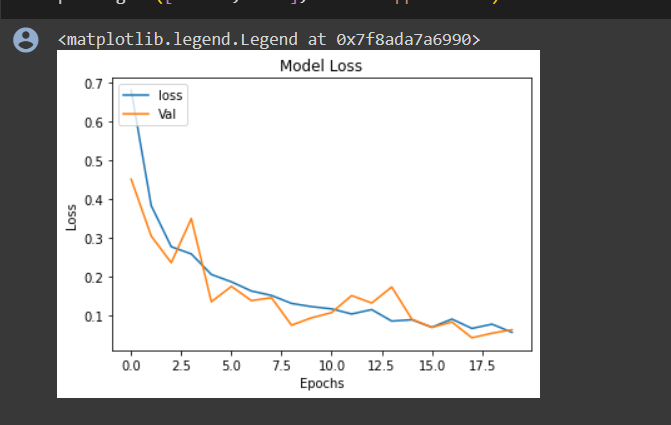 <matplotlib.legend.Legend at 0x7f8ada7a6990>
Model Loss
0.7
0.6
0.5
0.4
0.3
0.2
0.1
loss
Val
Loss
0.0 2.5 5.0 7.5 10.0 12.5 15.0 17.5
Epochs